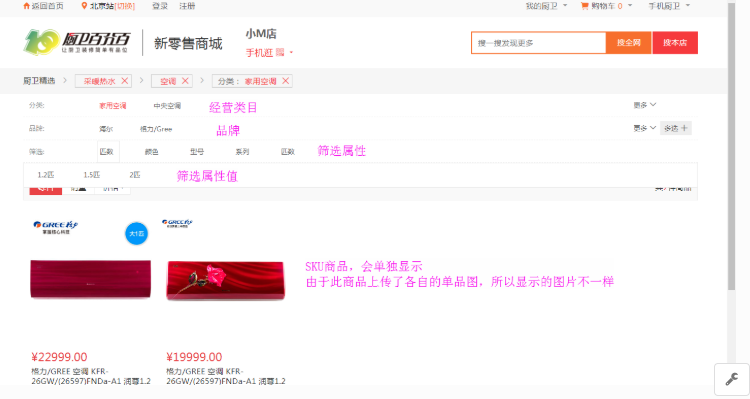 返回首页 北京站[切换] 登录 注册 我的厨卫 购物车 0 手机厨卫
厨卫百分百
让厨卫装修简单有品位
新零售商城
小M店
手机逛
搜一搜发现更多
搜全网
搜本店
厨卫精选 采暖热水 空调 分类： 家用空调
分类： 家用空调 中央空调 经营类目 更多
品牌： 海尔 格力/Gree 品牌 更多 多选
筛选： 匹数 颜色 型号 系列 匹数 筛选属性
1.2匹 1.5匹 2匹 筛选属性值
GREE格力
掌握核心科技
大1匹
GREE格力
SKU商品，会单独显示
由于此商品上传了各自的单品图，所以显示的图片不一样
¥22999.00
格力/GREE 空调 KFR-
26GW/(26597)FNDa-A1 润尊1.2
¥19999.00
格力/GREE 空调 KFR-
26GW/(26597)FNDa-A1 润尊1.2